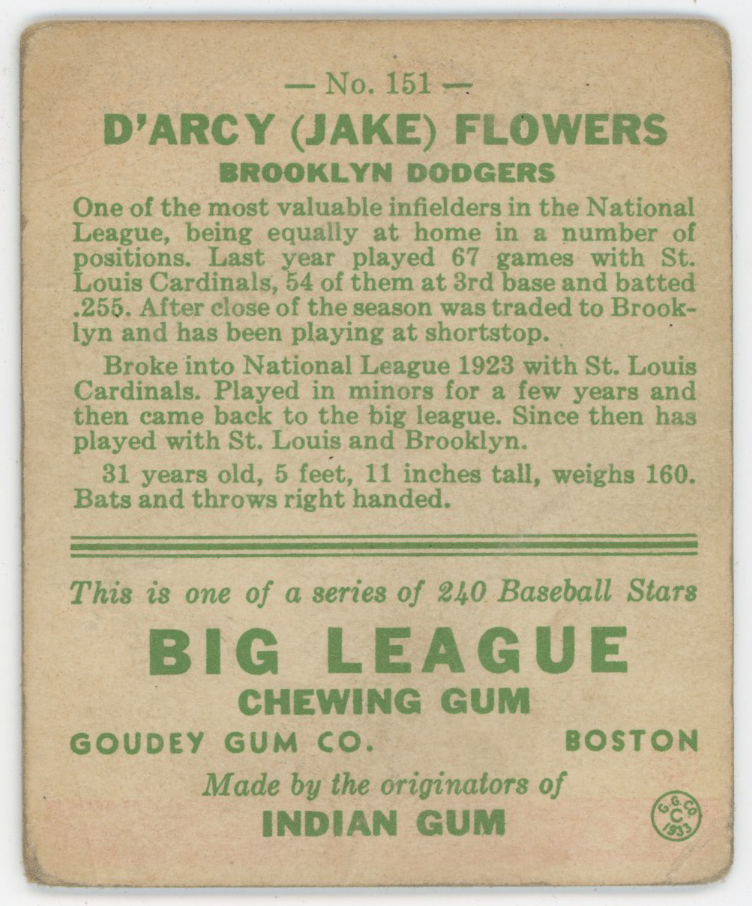 — No. 151 —
D'ARCY (JAKE) FLOWERS
BROOKLYN DODGERS
One of the most valuable infielders in the National
League, being equally at home in a number of
positions. Last year played 67 games with St.
Louis Cardinals, 54 of them at 3rd base and batted
.255. After close of the season was traded to Brook-
lyn and has been playing at shortstop.
Broke into National League 1923 with St. Louis
Cardinals. Played in minors for a few years and
then came back to the big league. Since then has
played with St. Louis and Brooklyn.
31 years old, 5 feet, 11 inches tall, weighs 160.
Bats and throws right handed.
This is one of a series of 240 Baseball Stars
BIG LEAGUE
CHEWING GUM
GOUDEY GUM CO. BOSTON
Made by the originators of
INDIAN GUM
G.G.CO.
C
1933